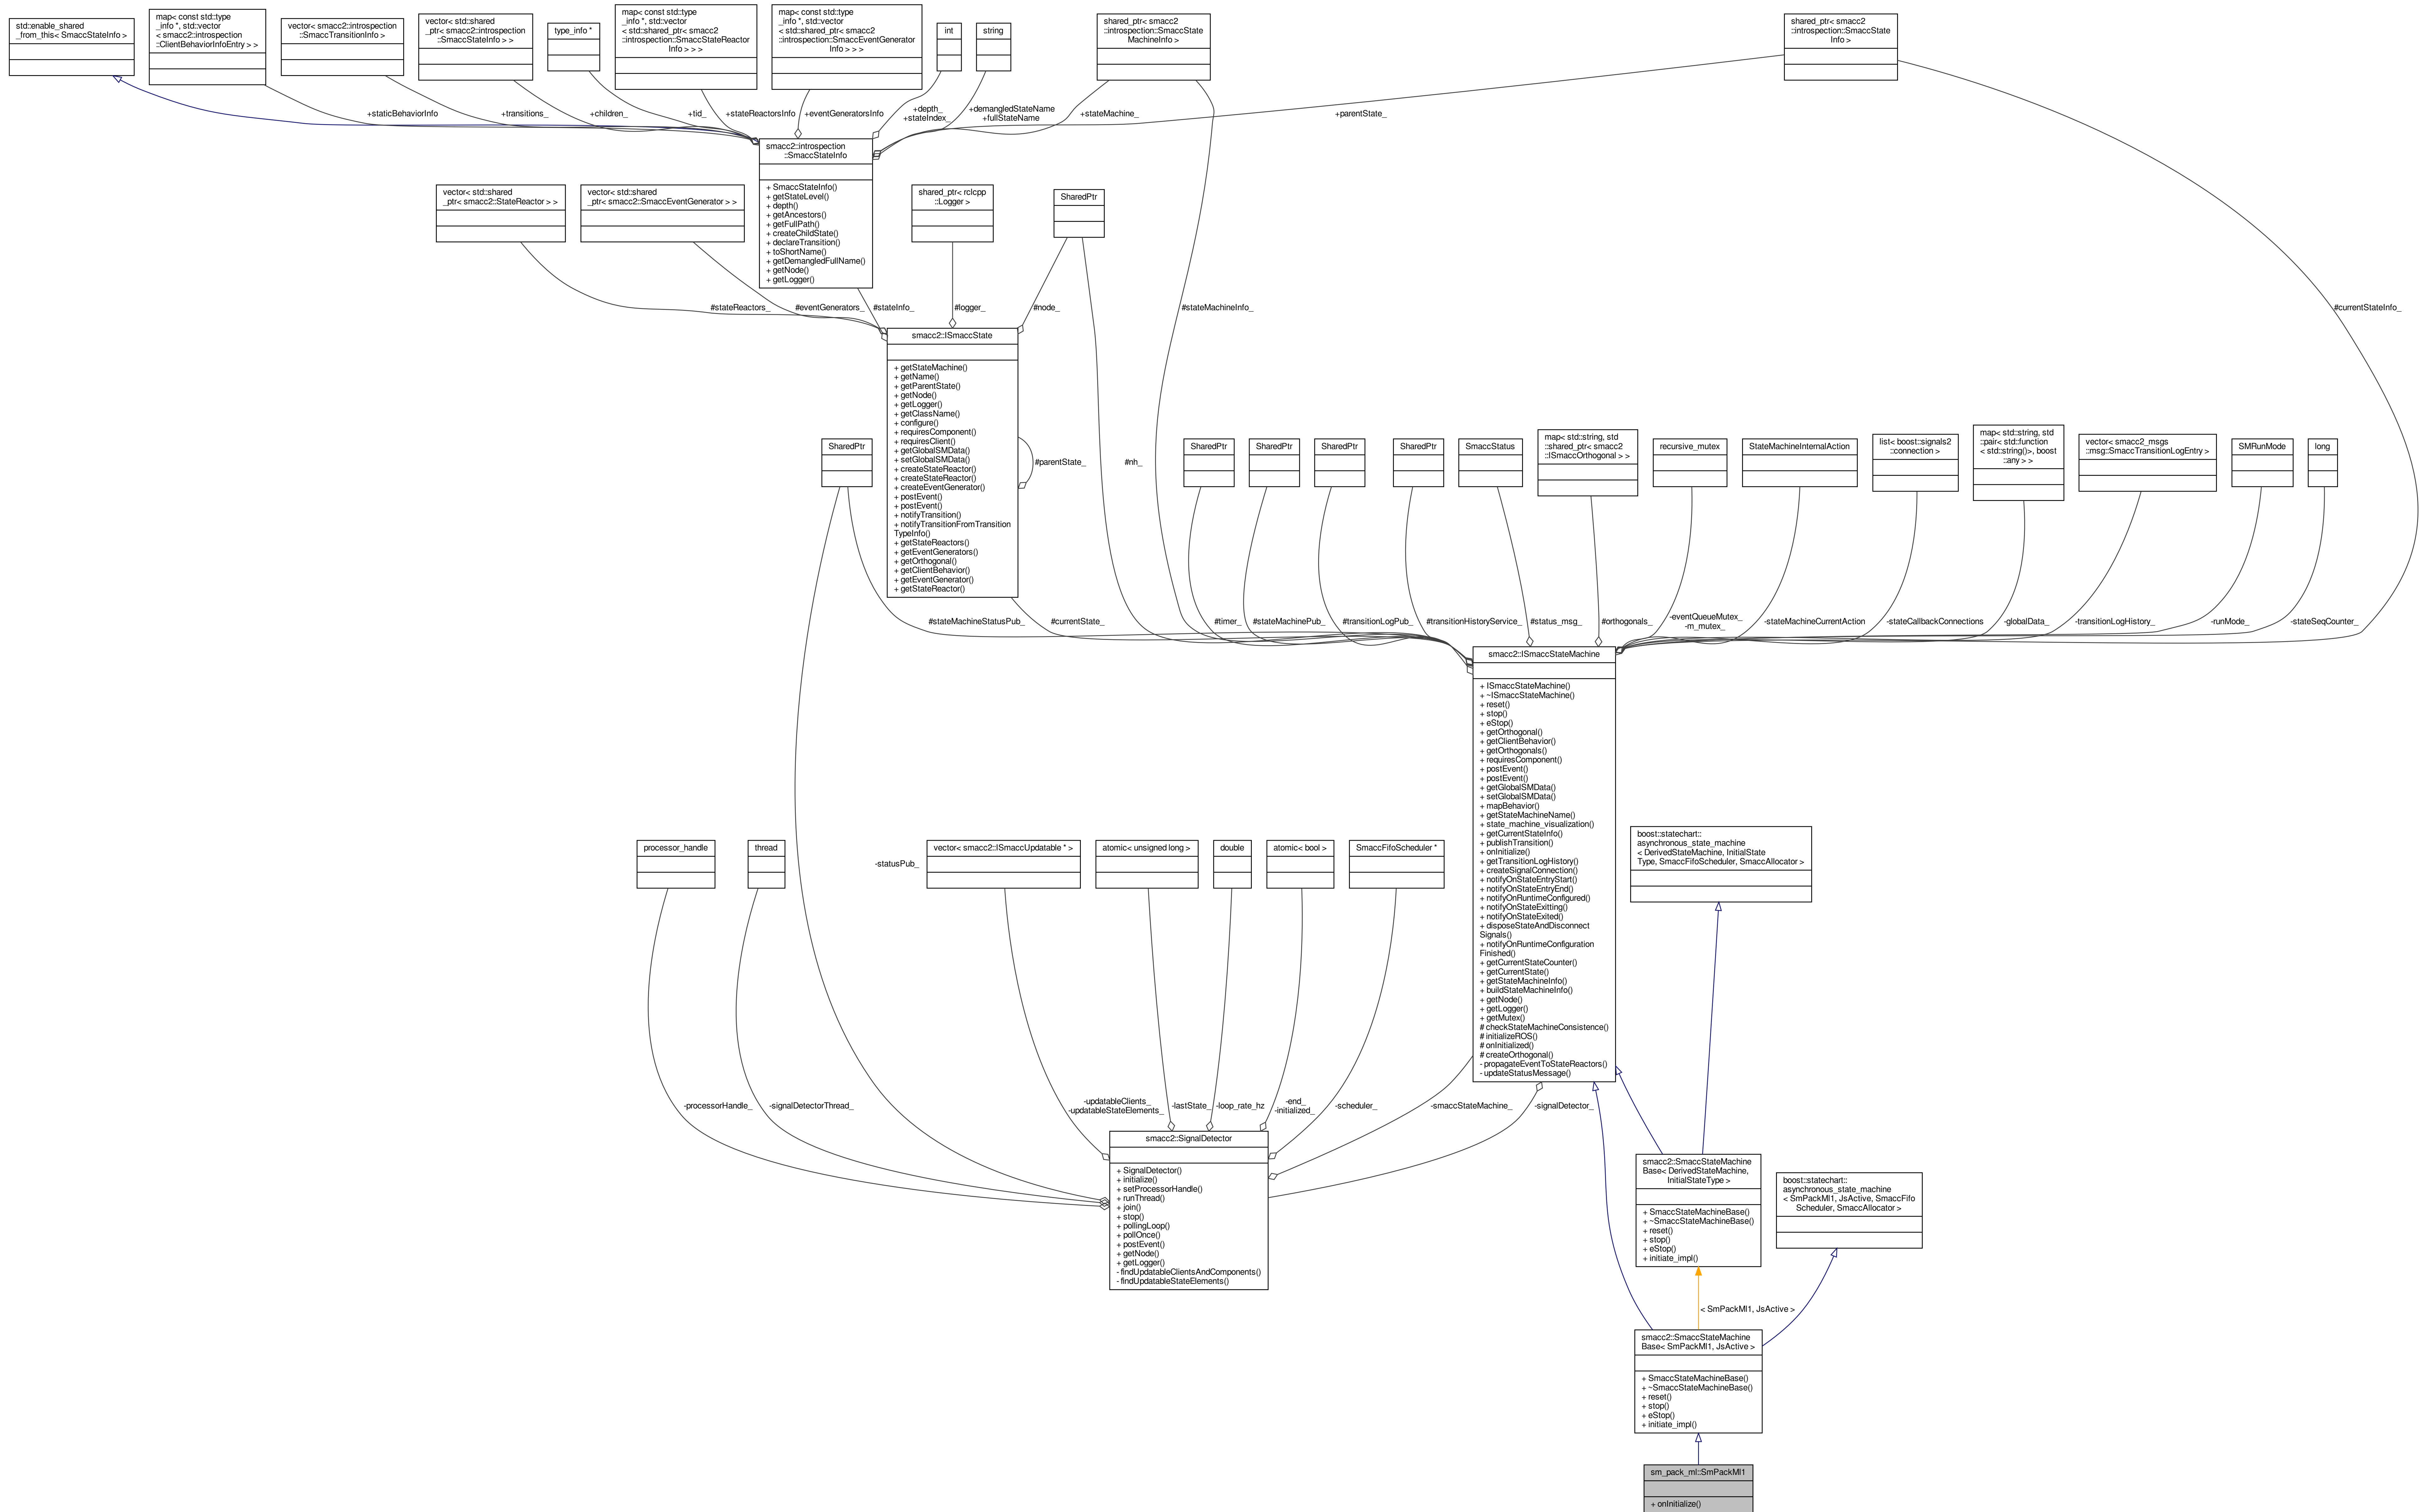 std::enable_shared
_from_this< SmaccStateInfo >
map< const std::type
_info *, std::vector
< smacc2::introspection
::ClientBehaviorInfoEntry > >
vector< smacc2::introspection
::SmaccTransitionInfo >
vector< std::shared
_ptr< smacc2::introspection
::SmaccStateInfo > >
type_info *
map< const std::type
_info *, std::vector
< std::shared_ptr< smacc2
::introspection::SmaccStateReactor
Info > > >
map< const std::type
_info *, std::vector
< std::shared_ptr< smacc2
::introspection::SmaccEventGenerator
Info > > >
int
string
shared_ptr< smacc2
::introspection::SmaccState
MachineInfo >
shared_ptr< smacc2
::introspection::SmaccState
Info >
+staticBehaviorInfo
+transitions_
+children_
+tid_
+stateReactorsInfo
+eventGeneratorsInfo
+depth_
+stateIndex_
+demangledStateName
+fullStateName
+stateMachine_
+parentState_
smacc2::introspection
::SmaccStateInfo
+ SmaccStateInfo()
+ getStateLevel()
+ depth()
+ getAncestors()
+ getFullPath()
+ createChildState()
+ declareTransition()
+ toShortName()
+ getDemangledFullName()
+ getNode()
+ getLogger()
vector< std::shared
_ptr< smacc2::StateReactor > >
vector< std::shared
_ptr< smacc2::SmaccEventGenerator > >
shared_ptr< rclcpp
::Logger >
SharedPtr
#stateReactors_
#eventGenerators_
#stateInfo_
#logger_
#node_
#stateMachineInfo_
#currentStateInfo_
smacc2::ISmaccState
+ getStateMachine()
+ getName()
+ getParentState()
+ getNode()
+ getLogger()
+ getClassName()
+ configure()
+ requiresComponent()
+ requiresClient()
+ getGlobalSMData()
+ setGlobalSMData()
+ createStateReactor()
+ createStateReactor()
+ createEventGenerator()
+ postEvent()
+ postEvent()
+ notifyTransition()
+ notifyTransitionFromTransition
TypeInfo()
+ getStateReactors()
+ getEventGenerators()
+ getOrthogonal()
+ getClientBehavior()
+ getEventGenerator()
+ getStateReactor()
#parentState_
#nh_
SharedPtr
SharedPtr
SharedPtr
SharedPtr
SharedPtr
SmaccStatus
map< std::string, std
::shared_ptr< smacc2
::ISmaccOrthogonal > >
recursive_mutex
StateMachineInternalAction
list< boost::signals2
::connection >
map< std::string, std
::pair< std::function
< std::string()>, boost
::any > >
vector< smacc2_msgs
::msg::SmaccTransitionLogEntry >
SMRunMode
long
#stateMachineStatusPub_
#currentState_
#timer_
#stateMachinePub_
#transitionLogPub_
#transitionHistoryService_
#status_msg_
#orthogonals_
-eventQueueMutex_
-m_mutex_
-stateMachineCurrentAction
-stateCallbackConnections
-globalData_
-transitionLogHistory_
-runMode_
-stateSeqCounter_
smacc2::ISmaccStateMachine
+ ISmaccStateMachine()
+ ~ISmaccStateMachine()
+ reset()
+ stop()
+ eStop()
+ getOrthogonal()
+ getClientBehavior()
+ getOrthogonals()
+ requiresComponent()
+ postEvent()
+ postEvent()
+ getGlobalSMData()
+ setGlobalSMData()
+ mapBehavior()
+ getStateMachineName()
+ state_machine_visualization()
+ getCurrentStateInfo()
+ publishTransition()
+ onInitialize()
+ getTransitionLogHistory()
+ createSignalConnection()
+ notifyOnStateEntryStart()
+ notifyOnStateEntryEnd()
+ notifyOnRuntimeConfigured()
+ notifyOnStateExitting()
+ notifyOnStateExited()
+ disposeStateAndDisconnect
Signals()
+ notifyOnRuntimeConfiguration
Finished()
+ getCurrentStateCounter()
+ getCurrentState()
+ getStateMachineInfo()
+ buildStateMachineInfo()
+ getNode()
+ getLogger()
+ getMutex()
# checkStateMachineConsistence()
# initializeROS()
# onInitialized()
# createOrthogonal()
- propagateEventToStateReactors()
- updateStatusMessage()
processor_handle
thread
-statusPub_
vector< smacc2::ISmaccUpdatable * >
atomic< unsigned long >
double
atomic< bool >
SmaccFifoScheduler *
boost::statechart::
asynchronous_state_machine
< DerivedStateMachine, InitialState
Type, SmaccFifoScheduler, SmaccAllocator >
-processorHandle_
-signalDetectorThread_
-updatableClients_
-updatableStateElements_
-lastState_
-loop_rate_hz
-end_
-initialized_
-scheduler_
-smaccStateMachine_
-signalDetector_
smacc2::SignalDetector
+ SignalDetector()
+ initialize()
+ setProcessorHandle()
+ runThread()
+ join()
+ stop()
+ pollingLoop()
+ pollOnce()
+ postEvent()
+ getNode()
+ getLogger()
- findUpdatableClientsAndComponents()
- findUpdatableStateElements()
smacc2::SmaccStateMachine
Base< DerivedStateMachine,
InitialStateType >
+ SmaccStateMachineBase()
+ ~SmaccStateMachineBase()
+ reset()
+ stop()
+ eStop()
+ initiate_impl()
boost::statechart::
asynchronous_state_machine
< SmPackMl1, JsActive, SmaccFifo
Scheduler, SmaccAllocator >
< SmPackMl1, JsActive >
smacc2::SmaccStateMachine
Base< SmPackMl1, JsActive >
+ SmaccStateMachineBase()
+ ~SmaccStateMachineBase()
+ reset()
+ stop()
+ eStop()
+ initiate_impl()
sm_pack_ml::SmPackMl1
+ onInitialize()